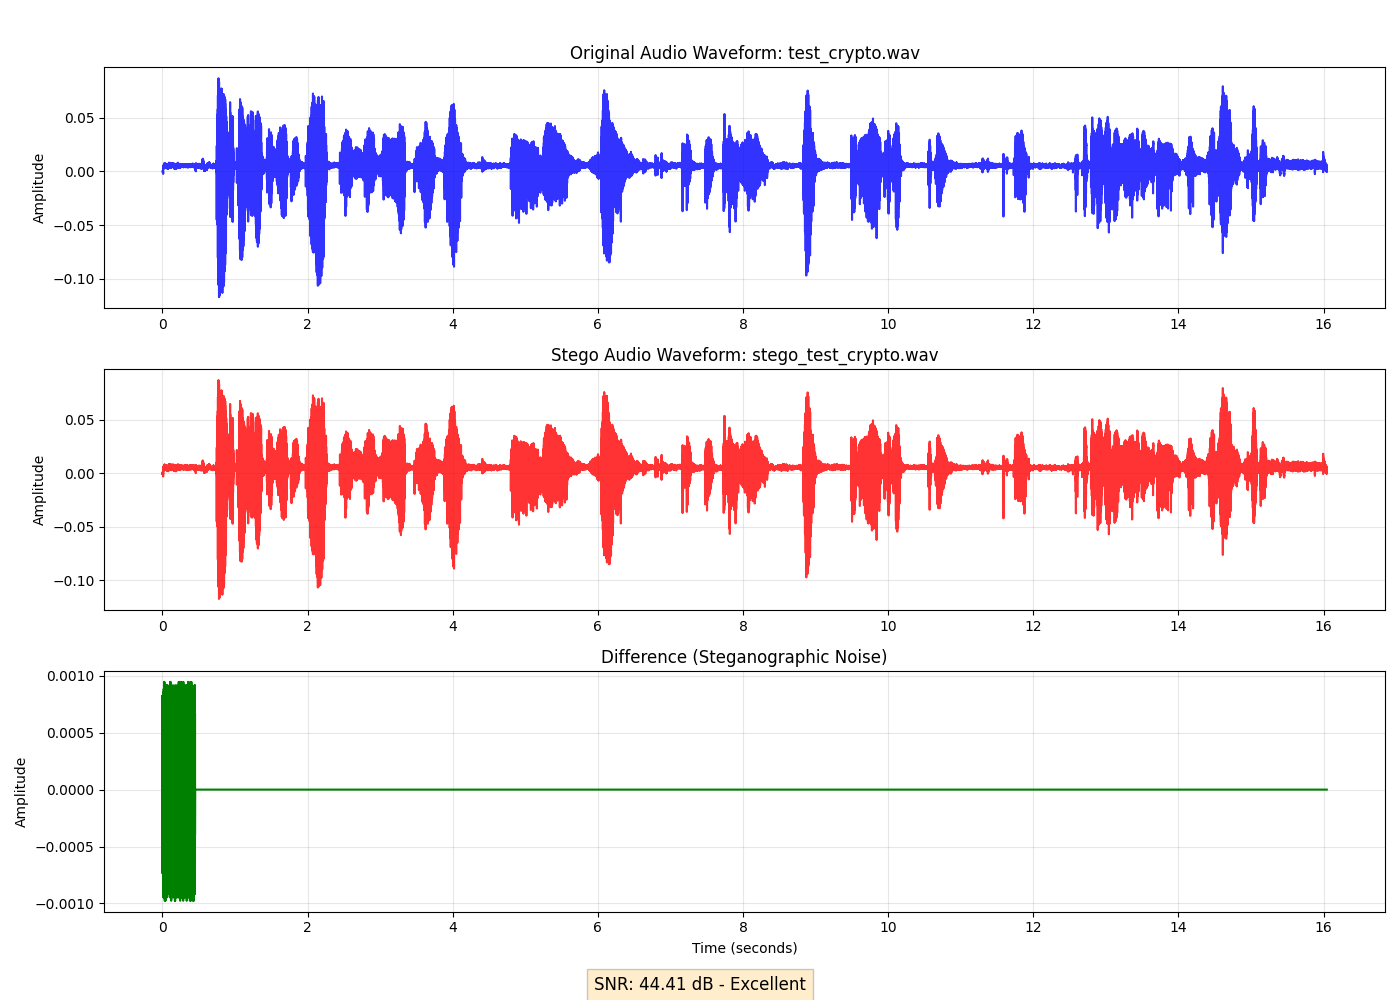 Original Audio Waveform: test_crypto.wav
0.05
0.00
−0.05
−0.10
Amplitude
0 2 4 6 8 10 12 14 16
Stego Audio Waveform: stego_test_crypto.wav
0.05
0.00
−0.05
−0.10
Amplitude
0 2 4 6 8 10 12 14 16
Difference (Steganographic Noise)
0.0010
0.0005
0.0000
−0.0005
−0.0010
Amplitude
0 2 4 6 8 10 12 14 16
Time (seconds)
SNR: 44.41 dB - Excellent